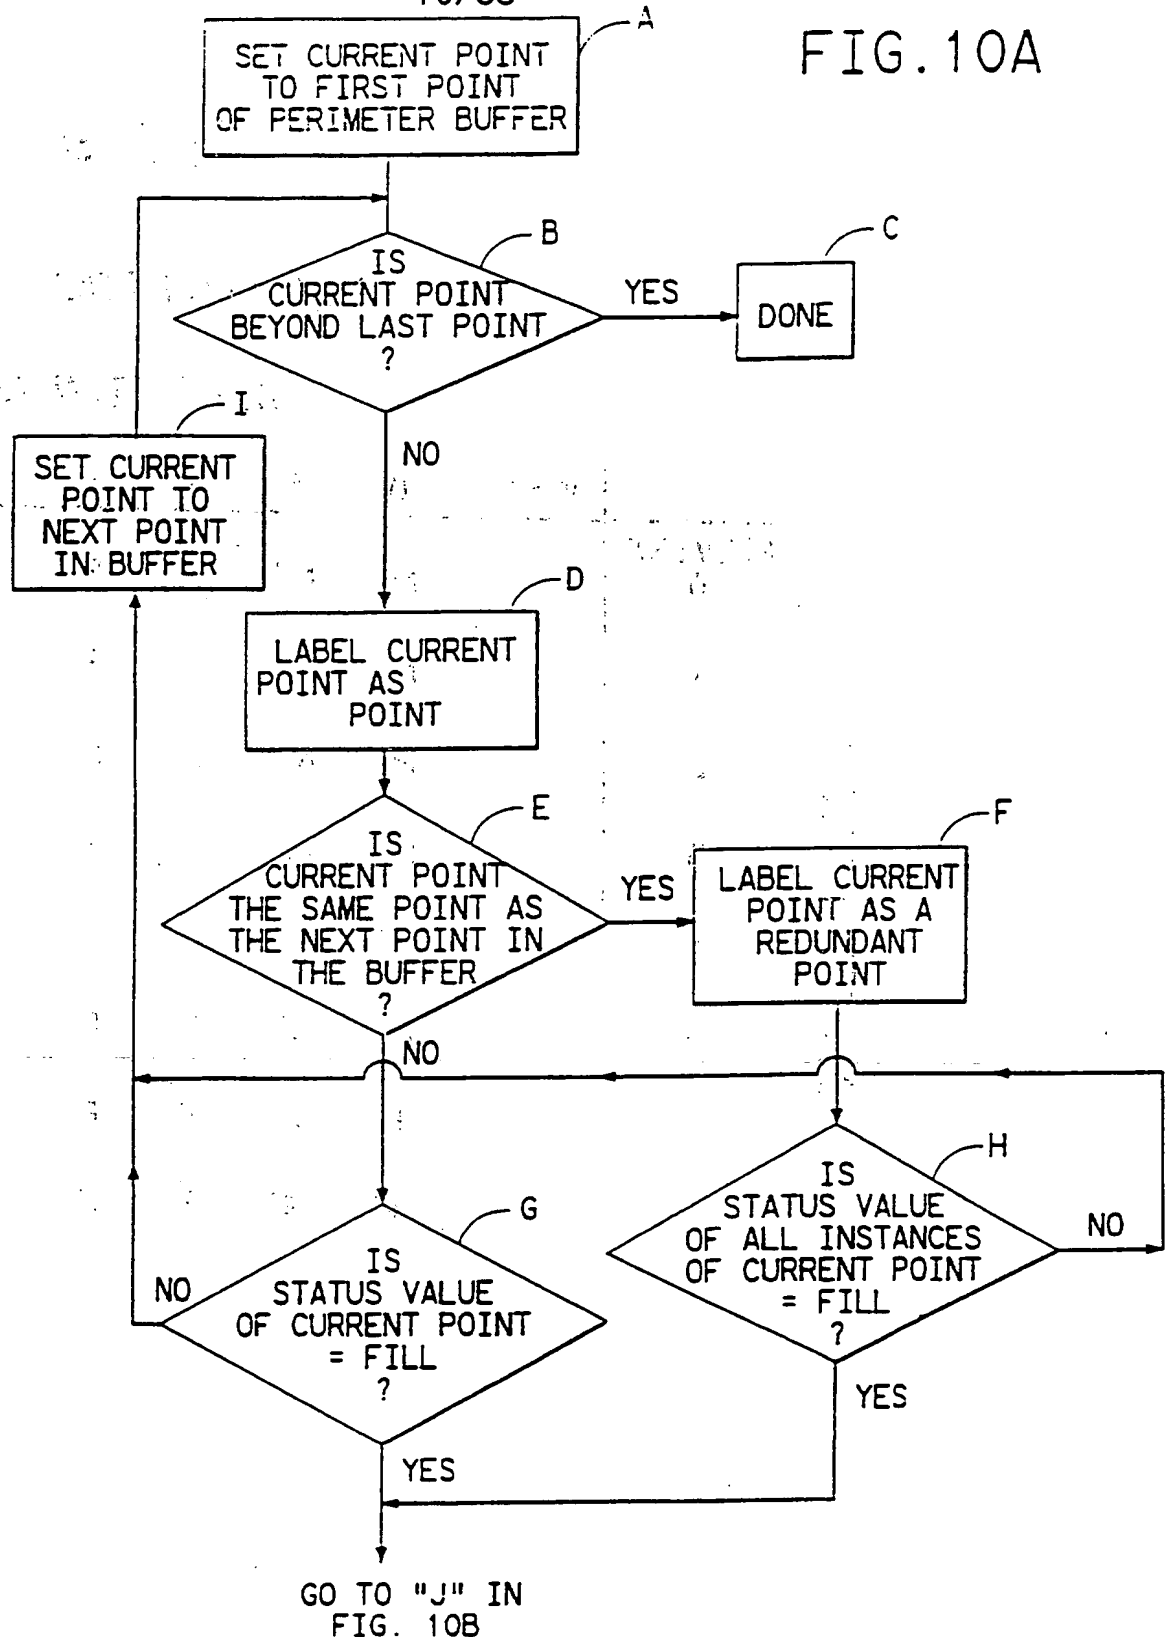 FIG.10A
A
SET CURRENT POINT
TO FIRST POINT
OF PERIMETER BUFFER
B
IS
CURRENT POINT
BEYOND LAST POINT
?
YES
C
DONE
NO
I
SET CURRENT
POINT TO
NEXT POINT
IN BUFFER
D
LABEL CURRENT
POINT AS
POINT
E
IS
CURRENT POINT
THE SAME POINT AS
THE NEXT POINT IN
THE BUFFER
?
YES
F
LABEL CURRENT
POINT AS A
REDUNDANT
POINT
NO
G
IS
STATUS VALUE
OF CURRENT POINT
= FILL
?
NO
H
IS
STATUS VALUE
OF ALL INSTANCES
OF CURRENT POINT
= FILL
?
NO
YES
YES
GO TO "J" IN
FIG. 10B